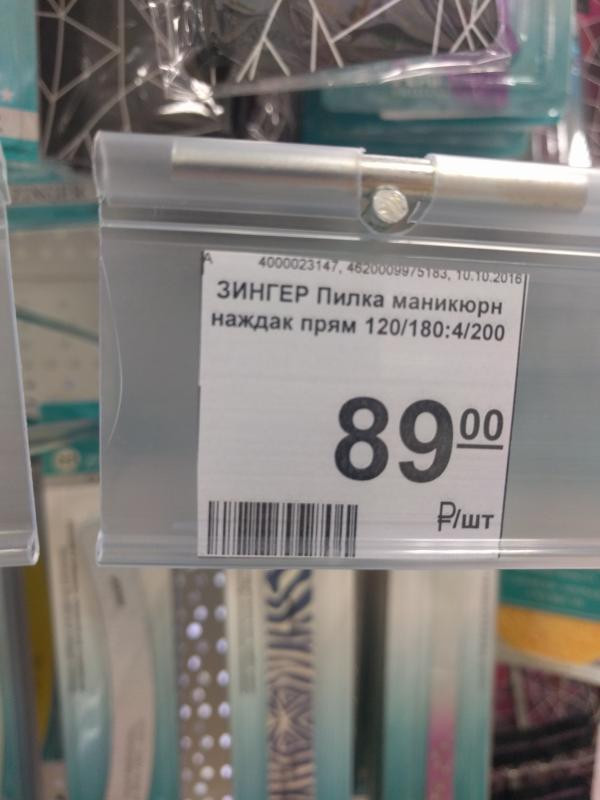 A
4000023147, 4620009975183, 10.10.2016
ЗИНГЕР Пилка маникюрн
наждак прям 120/180:4/200
89 00
₽/шт